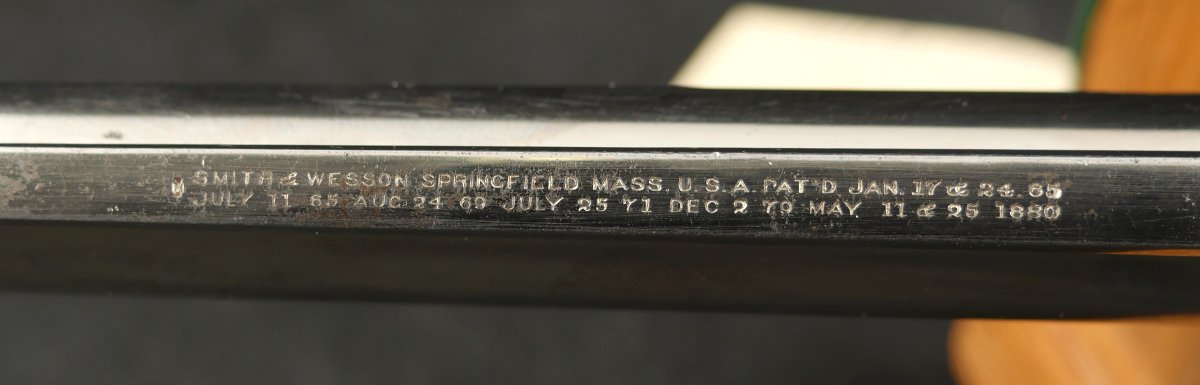 SMITH & WESSON SPRINGFIELD MASS. U.S.A. PAT'D JAN. 17 & 24. 65
JULY 11 65 AUG 24 69 JULY 25 71 DEC 2 79 MAY 11 & 25 1880